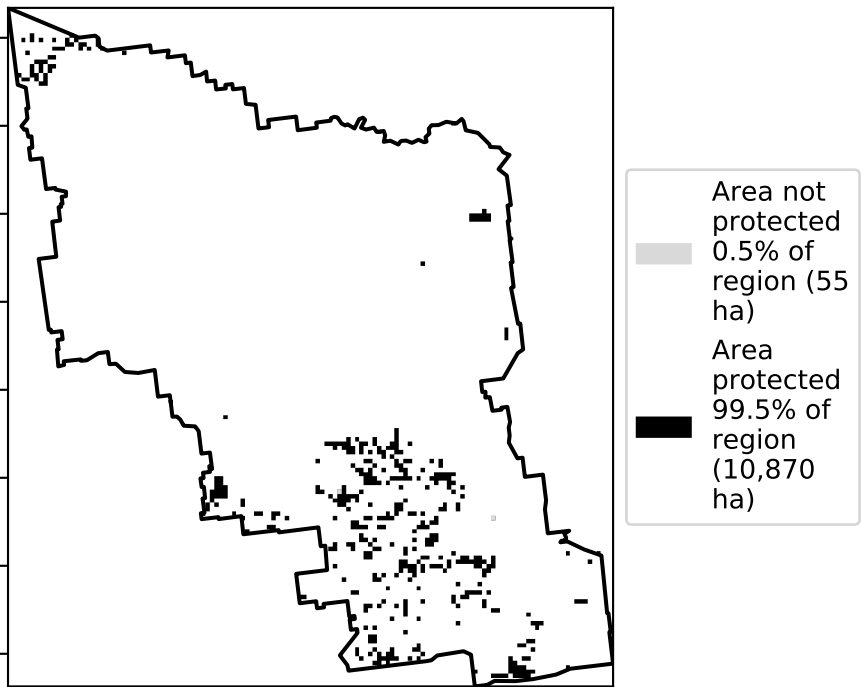 Area not
protected
0.5% of
region (55
ha)
Area
protected
99.5% of
region
(10,870
ha)